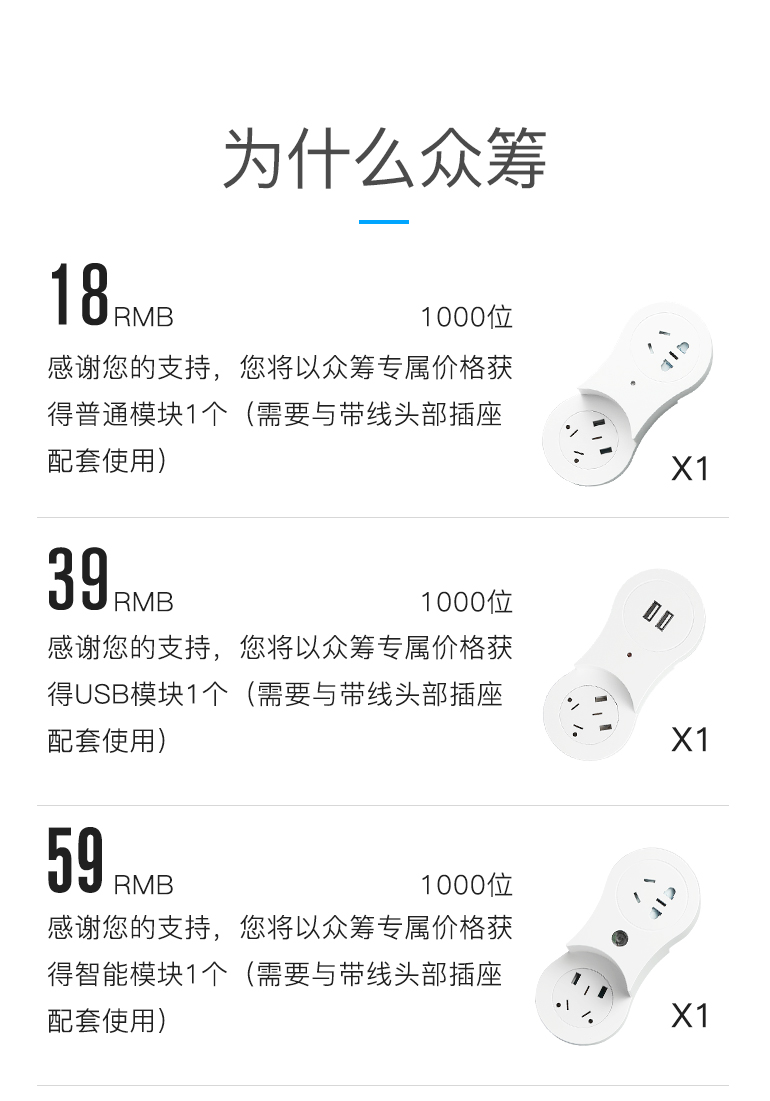 为什么众筹
18 RMB 1000位
感谢您的支持，您将以众筹专属价格获
得普通模块1个（需要与带线头部插座
配套使用）
X1
39 RMB 1000位
感谢您的支持，您将以众筹专属价格获
得USB模块1个（需要与带线头部插座
配套使用）
X1
59 RMB 1000位
感谢您的支持，您将以众筹专属价格获
得智能模块1个（需要与带线头部插座
配套使用）
X1